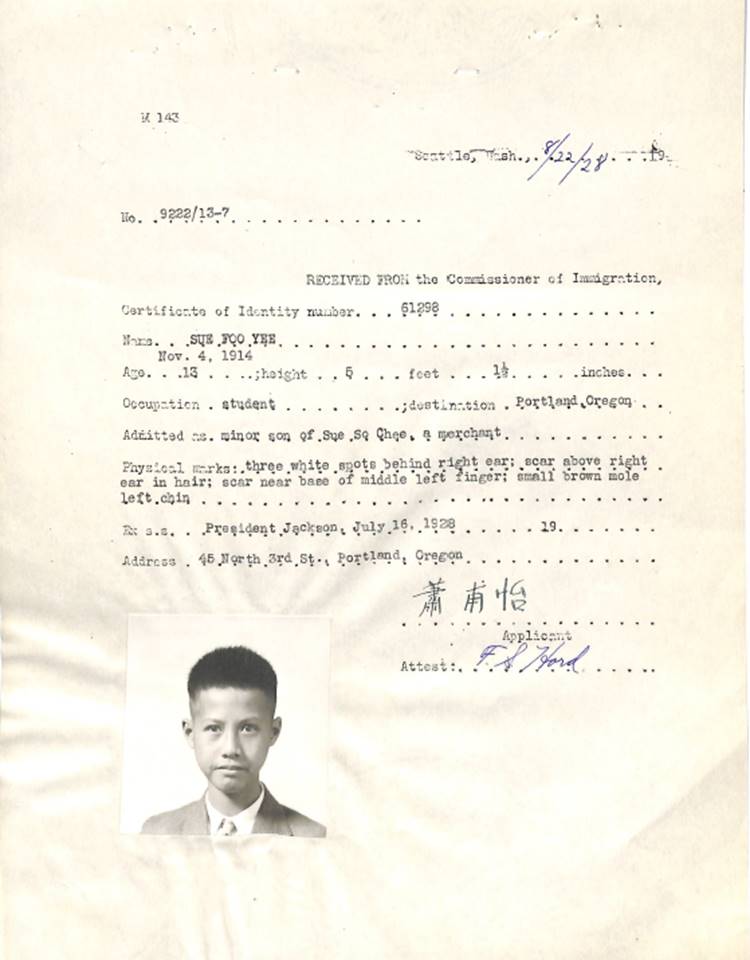 M 143
Seattle, Wash., 8/22/28 . . . 19
No. .9222/13-7. . . . . . . . . . . . .
RECEIVED FROM the Commissioner of Immigration,
Certificate of Identity number. . . 61298 . . . . . . . . . . . . . . .
Name. . .SUE FOO YEE. . . . . . . . . . . . . . . . . . . . . . . . . .
Nov. 4, 1914
Age. . .13 . . . .;height . . 5 . . . feet . . . 1½ . . . . .inches. . .
Occupation . student . . . . . . . . ;destination . Portland,Oregon . .
Admitted as. minor son of Sue So Chee, a merchant. . . . . . . . . . .
Physical marks:.three white spots behind right ear; scar above right .
ear in hair; scar near base of middle left finger; small brown mole
left chin . . . . . . . . . . . . . . . . . . . . . . . . . . . . . .
Ex s.s. . .President Jackson, July 16, 1928 . . . . . 19. . . . . . .
Address . 45 North 3rd St., Portland, Oregon . . . . . . . . . . . . .
蕭甫怡
Applicant
Attest:. F. S. Hord . . . . .